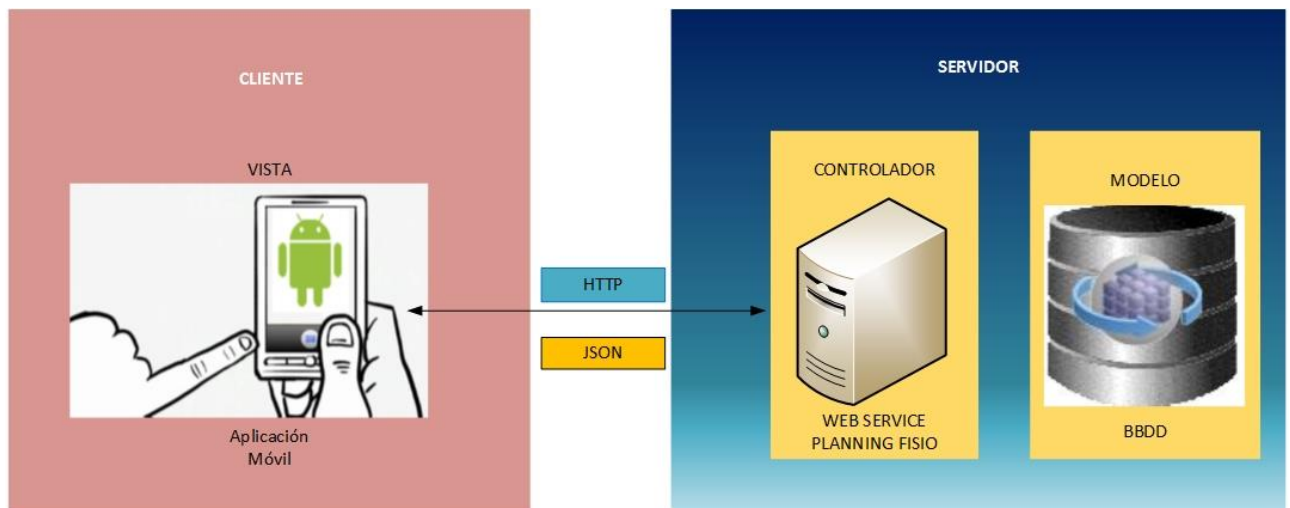 CLIENTE
VISTA
Aplicación
Móvil
HTTP
JSON
SERVIDOR
CONTROLADOR
WEB SERVICE
PLANNING FISIO
MODELO
BBDD